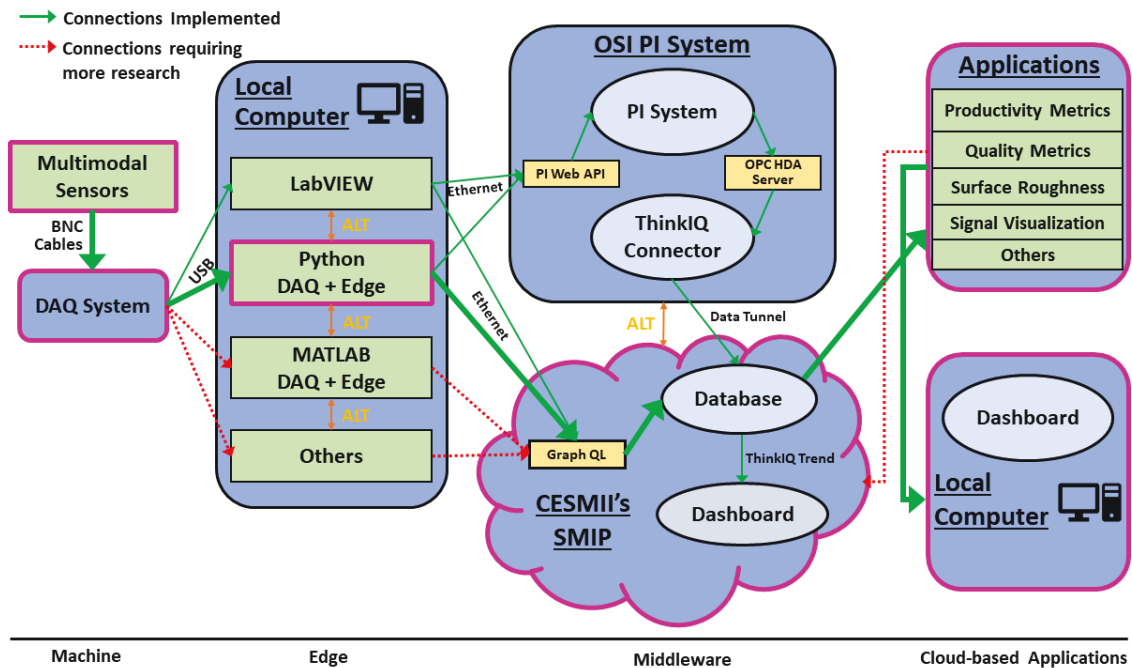 Connections Implemented
Connections requiring
more research
Multimodal
Sensors
BNC
Cables
DAQ System
USB
Local
Computer
LabVIEW
ALT
Python
DAQ + Edge
ALT
MATLAB
DAQ + Edge
ALT
Others
Ethernet
Ethernet
OSI PI System
PI System
PI Web API
OPC HDA
Server
ThinkIQ
Connector
ALT
Data Tunnel
Database
Graph QL
ThinkIQ Trend
CESMII's
SMIP
Dashboard
Applications
Productivity Metrics
Quality Metrics
Surface Roughness
Signal Visualization
Others
Dashboard
Local
Computer
Machine
Edge
Middleware
Cloud-based Applications